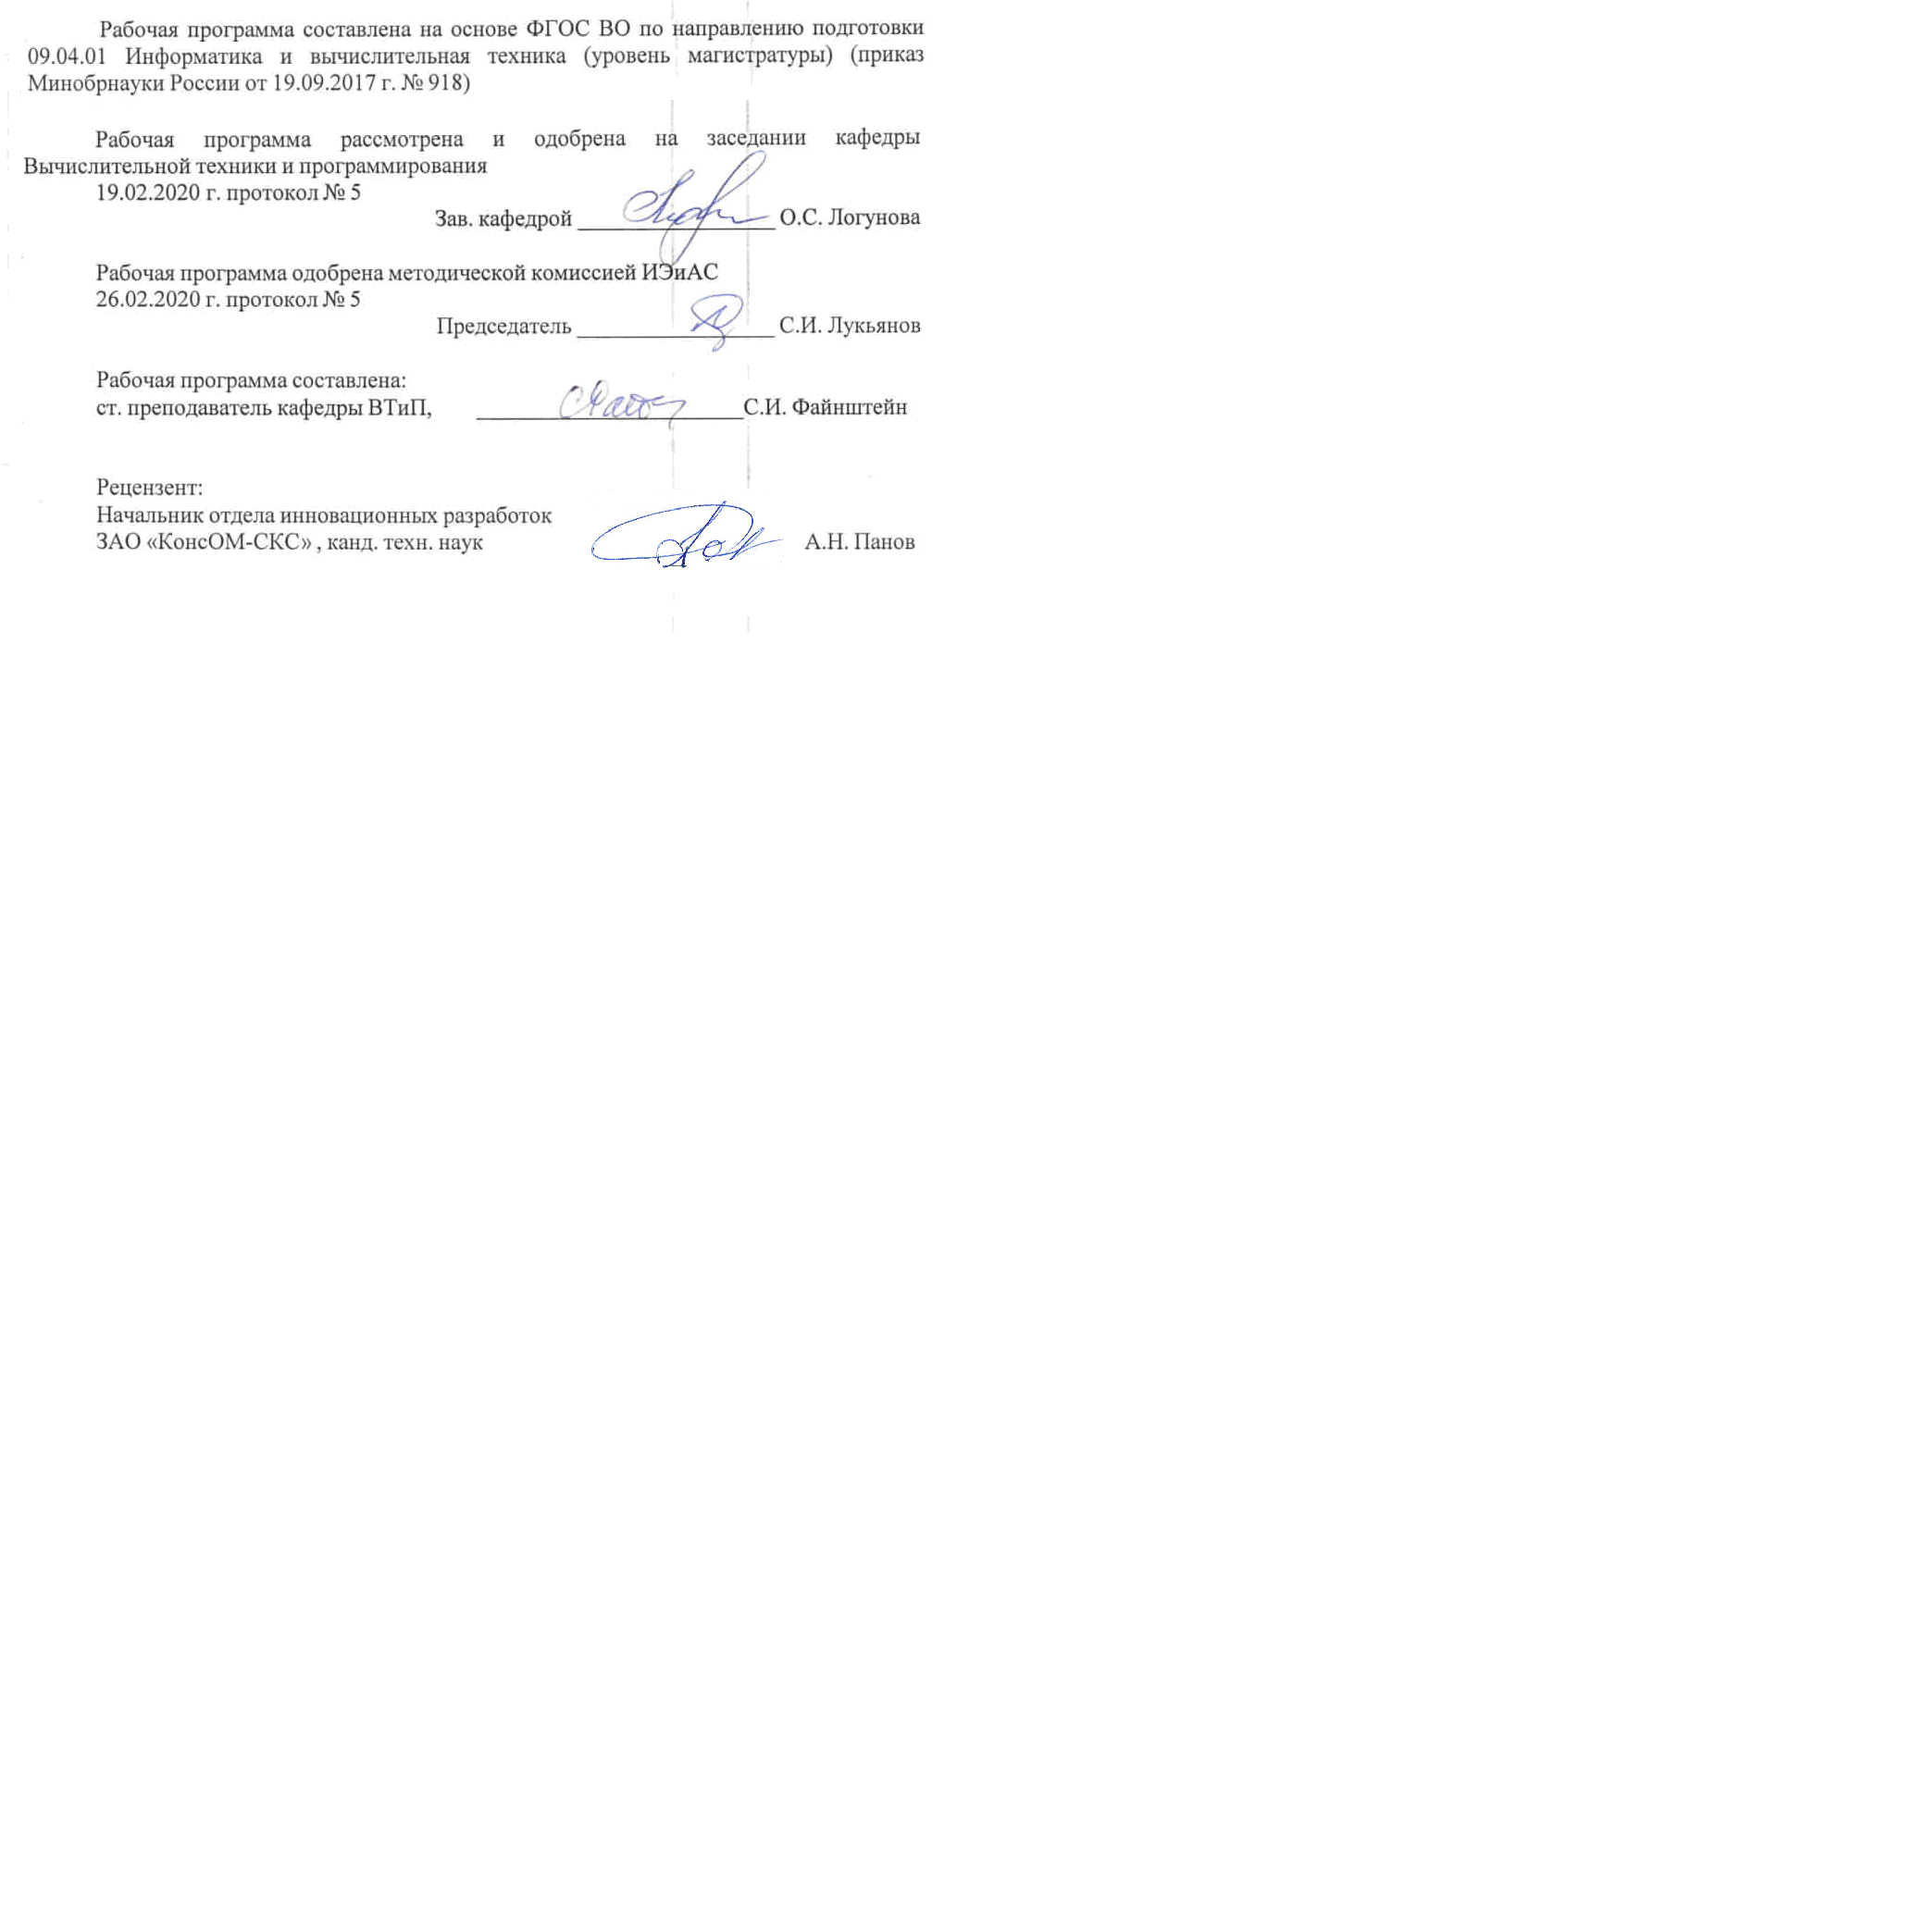 Рабочая программа составлена на основе ФГОС ВО по направлению подготовки
09.04.01 Информатика и вычислительная техника (уровень магистратуры) (приказ
Минобрнауки России от 19.09.2017 г. № 918)
Рабочая программа рассмотрена и одобрена на заседании кафедры
Вычислительной техники и программирования
19.02.2020 г. протокол № 5
Зав. кафедрой ________________ О.С. Логунова
Рабочая программа одобрена методической комиссией ИЭиАС
26.02.2020 г. протокол № 5
Председатель ________________ С.И. Лукьянов
Рабочая программа составлена:
ст. преподаватель кафедры ВТиП, ______________________С.И. Файнштейн
Рецензент:
Начальник отдела инновационных разработок
ЗАО «КонсОМ-СКС» , канд. техн. наук А.Н. Панов